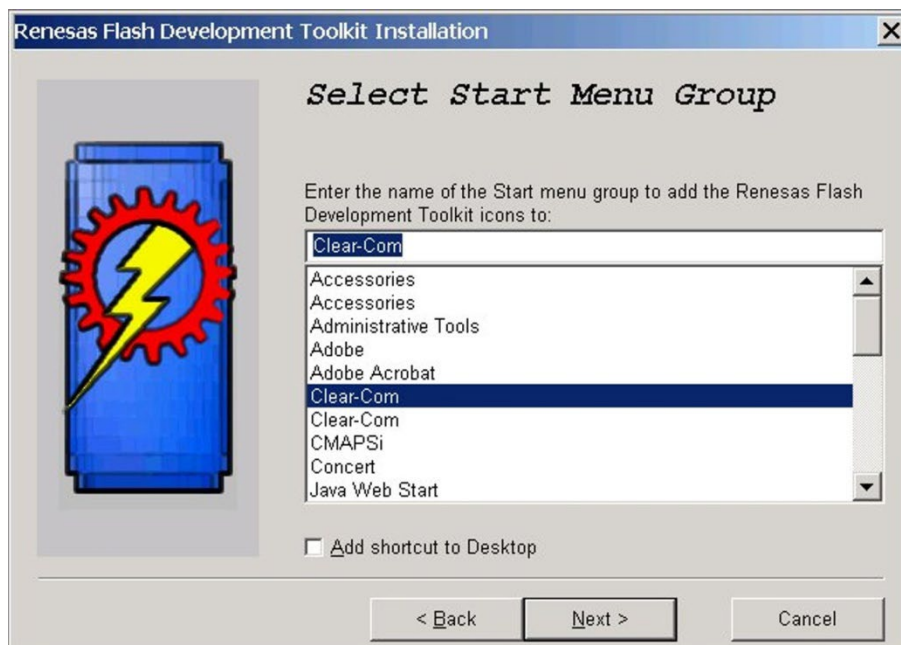 Renesas Flash Development Toolkit Installation
Select Start Menu Group
Enter the name of the Start menu group to add the Renesas Flash
Development Toolkit icons to:
Clear-Com
Accessories
Accessories
Administrative Tools
Adobe
Adobe Acrobat
Clear-Com
Clear-Com
CMAPSi
Concert
Java Web Start
Add shortcut to Desktop
< Back
Next >
Cancel